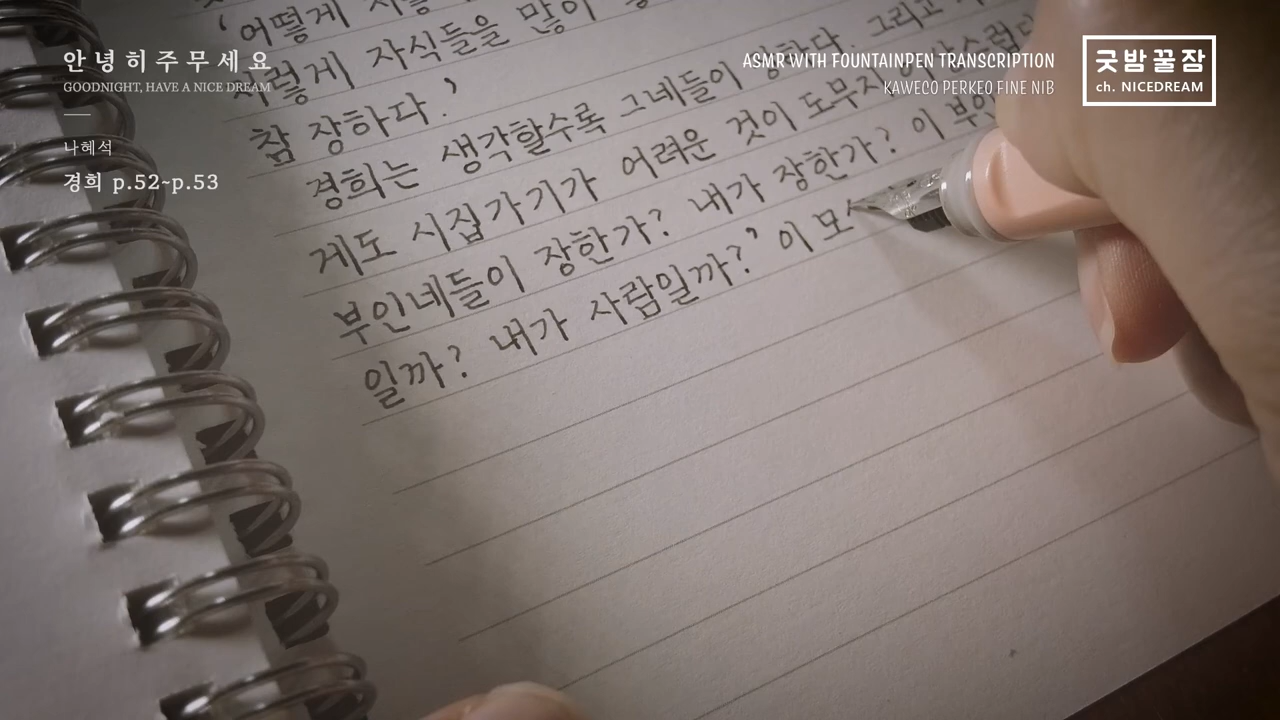 안녕히주무세요
GOODNIGHT, HAVE A NICE DREAM
나혜석
경희 p.52~p.53
ASMR WITH FOUNTAINPEN TRANSCRIPTION
KAWECO PERKEO FINE NIB
굿밤꿀잠
ch. NICEDREAM
‘어떻게
저렇게 자식들을 많이
참 장하다.’
경희는 생각할수록 그네들이 장하다. 그리고
게도 시집가기가 어려운 것이 도무지
부인네들이 장한가? 내가 장한가? 이 부인
일까? 내가 사람일까?’ 이 모